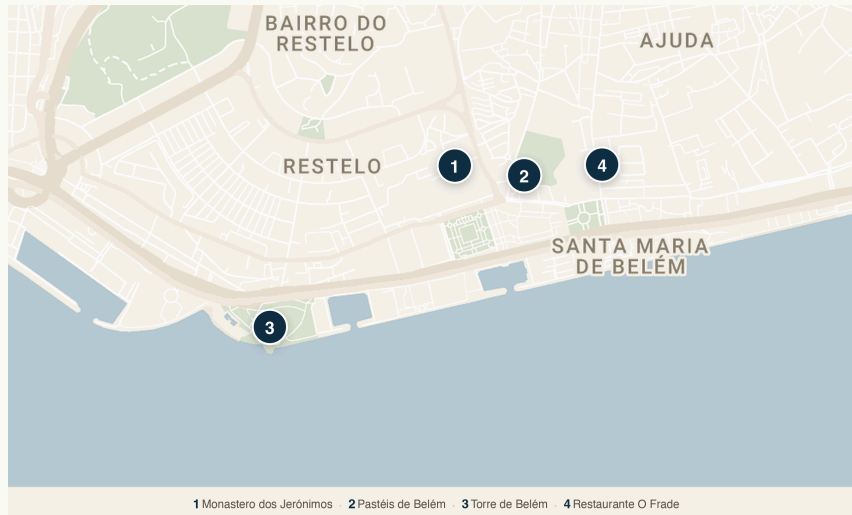 BAIRRO DO
RESTELO
AJUDA
RESTELO
1
2
4
SANTA MARIA
DE BELÉM
3
1 Monastero dos Jerónimos · 2 Pastéis de Belém · 3 Torre de Belém · 4 Restaurante O Frade